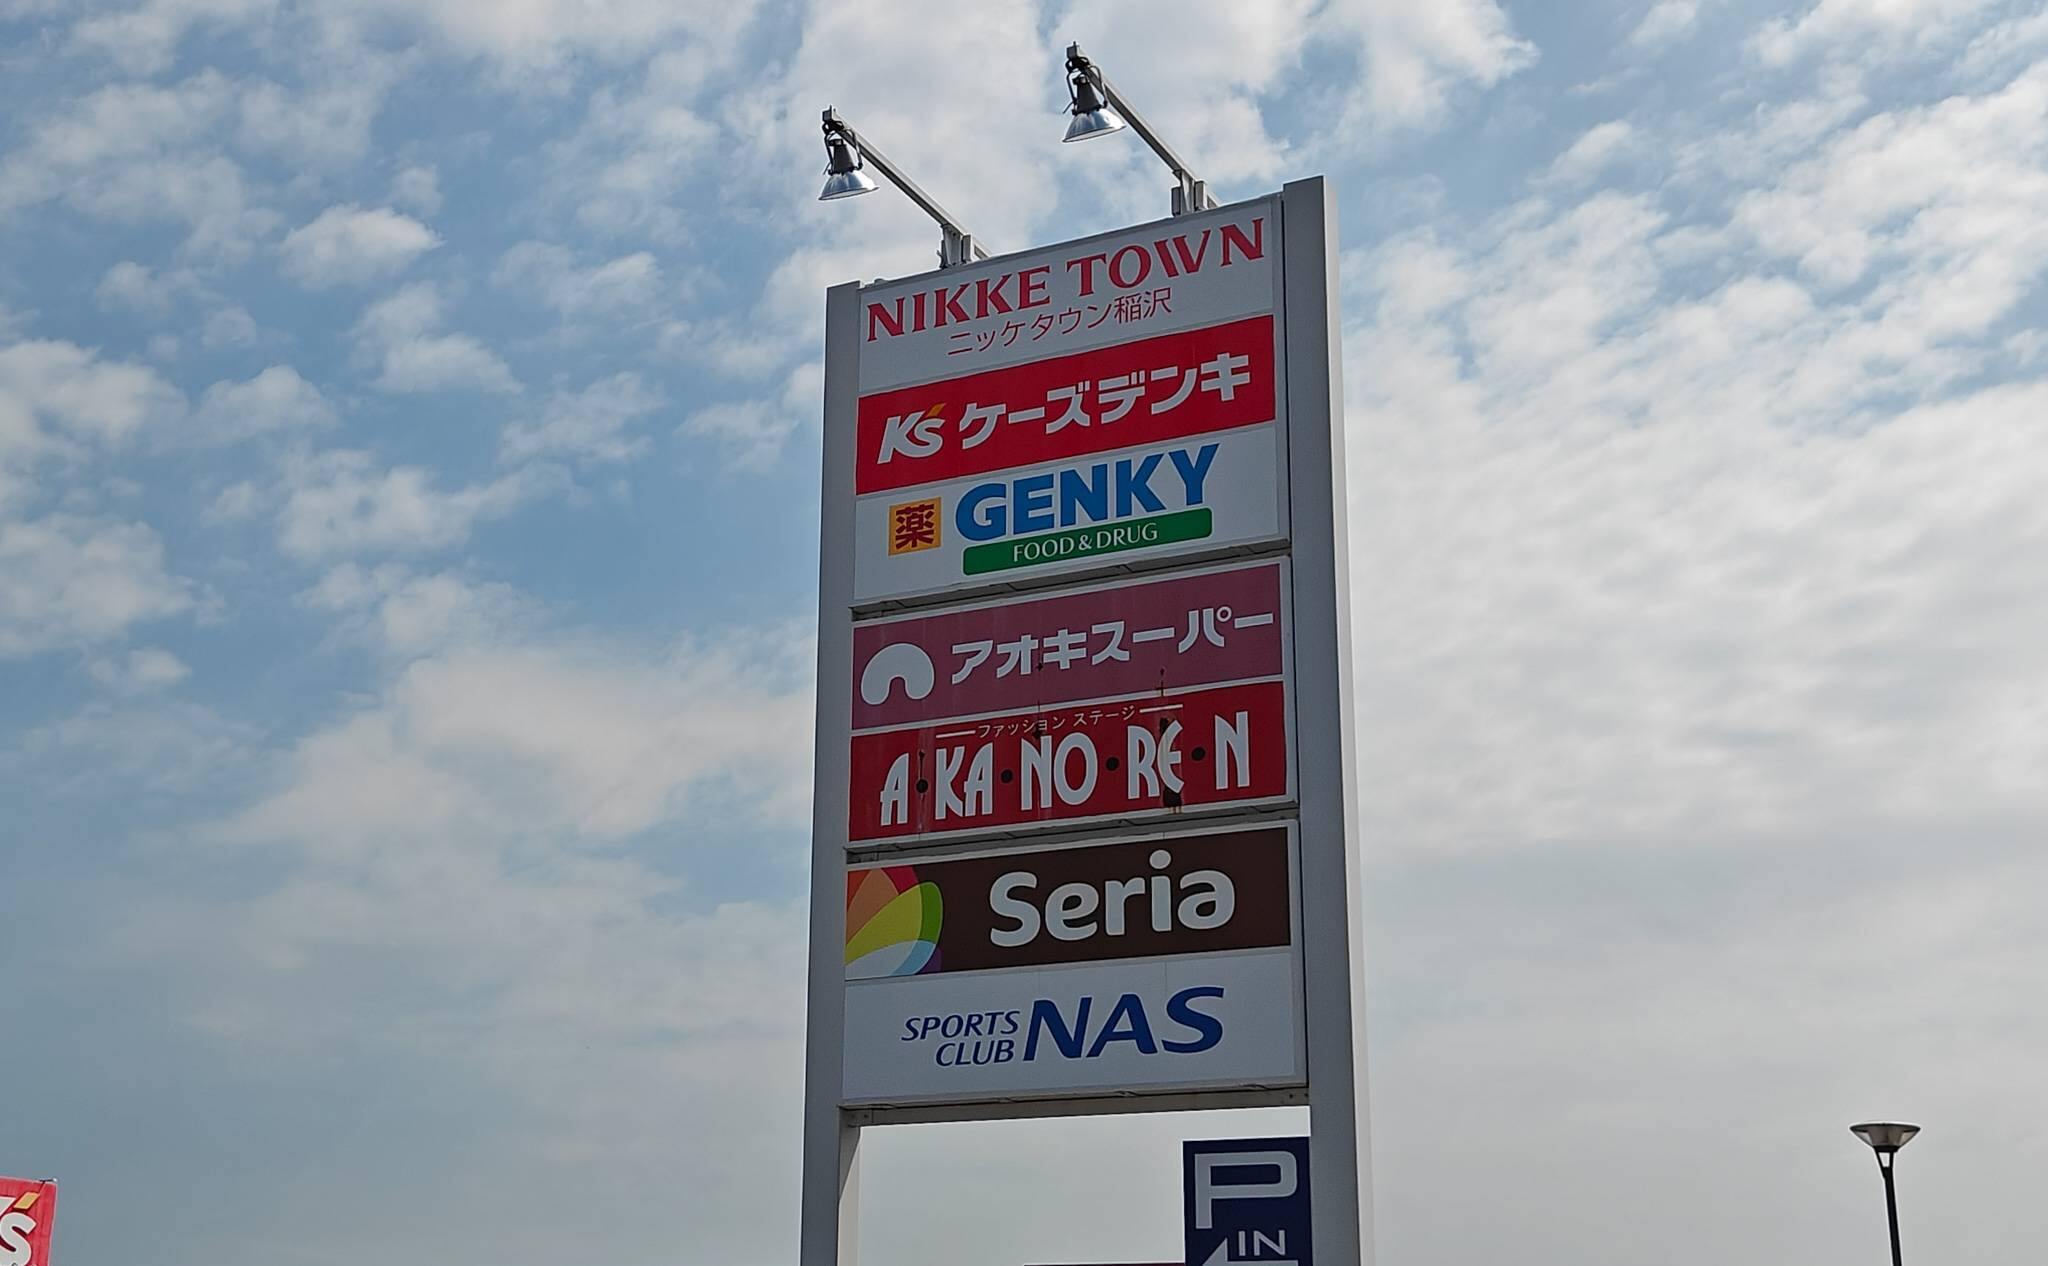 NIKKE TOWN
ニッケタウン稲沢
K's ケーズデンキ
薬 GENKY
FOOD & DRUG
アオキスーパー
ファッション ステージ
A・KA・NO・RE・N
Seria
SPORTS CLUB NAS
P
IN